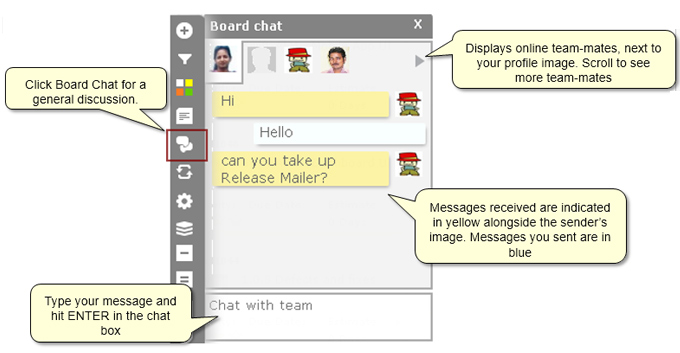 Board chat X
Displays online team-mates, next to
your profile image. Scroll to see
more team-mates
Click Board Chat for a
general discussion.
Hi
Hello
can you take up
Release Mailer?
Messages received are indicated
in yellow alongside the sender's
image. Messages you sent are in
blue
Type your message and
hit ENTER in the chat
box
Chat with team